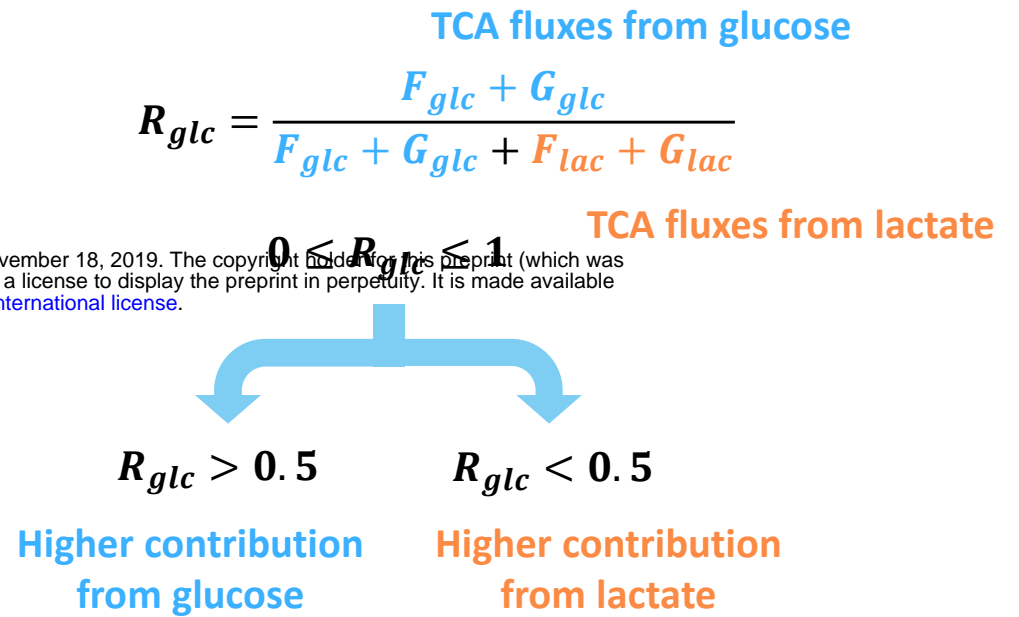 TCA fluxes from glucose
R_glc = (F_glc + G_glc) / (F_glc + G_glc + F_lac + G_lac)
TCA fluxes from lactate
0 ≤ R_glc ≤ 1
vember 18, 2019. The copyright holder for this preprint (which was
a license to display the preprint in perpetuity. It is made available
nternational license.
R_glc > 0.5
R_glc < 0.5
Higher contribution
from glucose
Higher contribution
from lactate